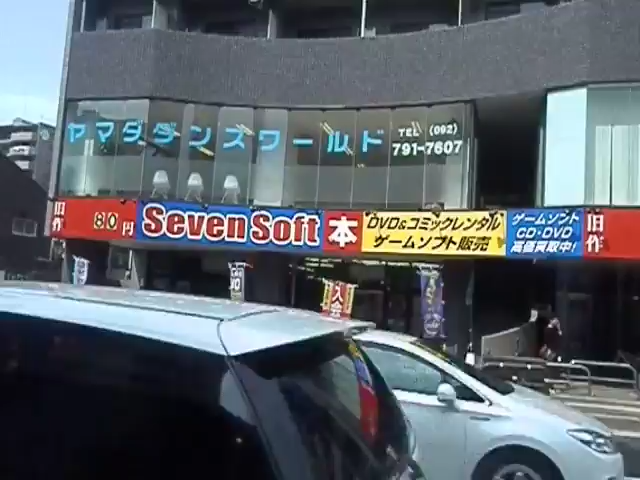 ヤマダダンスワールド
TEL (092)
791-7607
旧作 80円
Seven Soft
本
DVD&コミックレンタル
ゲームソフト販売
ゲームソフト
CD・DVD
高価買取中!
旧作
入会